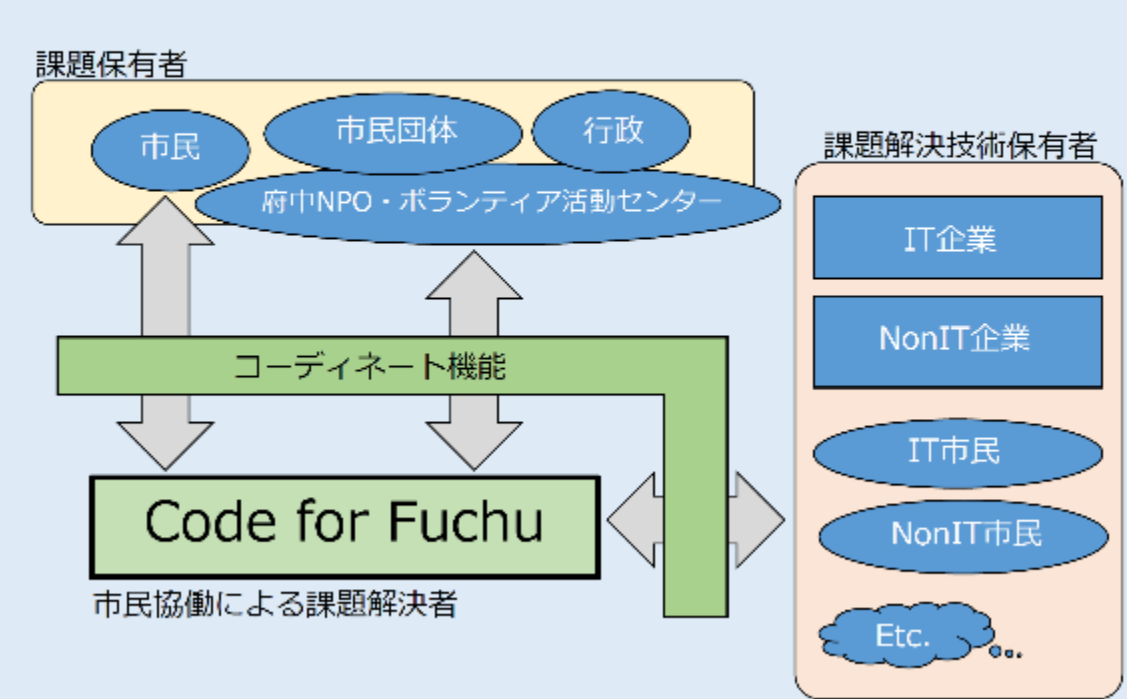 課題保有者
市民
市民団体
行政
府中NPO・ボランティア活動センター
課題解決技術保有者
IT企業
NonIT企業
IT市民
NonIT市民
Etc.
コーディネート機能
Code for Fuchu
市民協働による課題解決者